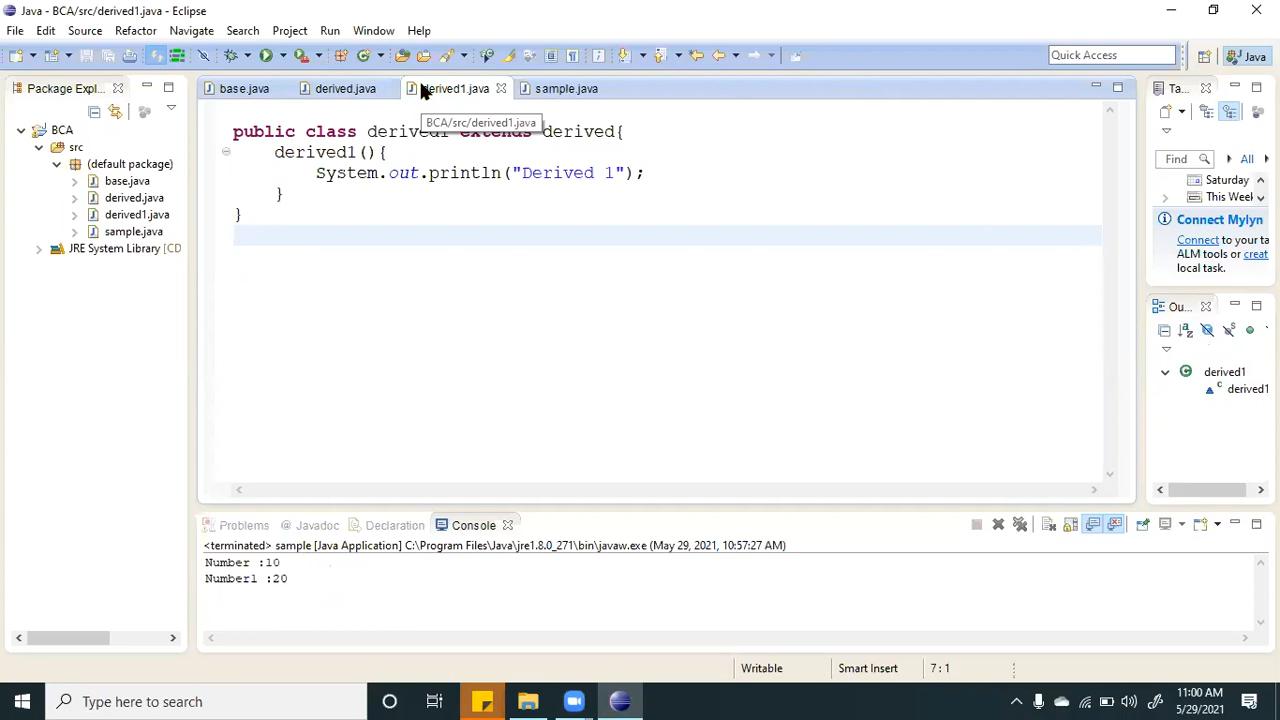 Java - BCA/src/derived1.java - Eclipse
File Edit Source Refactor Navigate Search Project Run Window Help
Quick Access
Java
Package Expl...
base.java
derived.java
derived1.java
sample.java
Ta...
BCA/src/derived1.java
BCA
src
(default package)
base.java
derived.java
derived1.java
sample.java
JRE System Library [CD
public class derived1 extends derived{
derived1(){
System.out.println("Derived 1");
}
}
Find
All
Saturday
This Week
Connect Mylyn
Connect to your ta
ALM tools or creat
local task.
Ou...
derived1
derived1
Problems
@ Javadoc
Declaration
Console
<terminated> sample [Java Application] C:\Program Files\Java\jre1.8.0_271\bin\javaw.exe (May 29, 2021, 10:57:27 AM)
Number :10
Number1 :20
Writable
Smart Insert
7 : 1
Type here to search
11:00 AM
5/29/2021